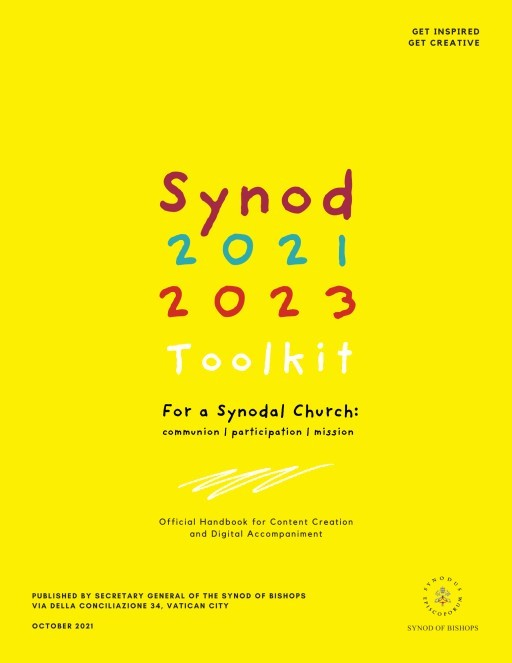 GET INSPIRED
GET CREATIVE
Synod
2021
2023
Toolkit
For a Synodal Church:
communion | participation | mission
Official Handbook for Content Creation
and Digital Accompaniment
PUBLISHED BY SECRETARY GENERAL OF THE SYNOD OF BISHOPS
VIA DELLA CONCILIAZIONE 34, VATICAN CITY
OCTOBER 2021
SYNODUS
EPISCOPORUM
SYNOD OF BISHOPS